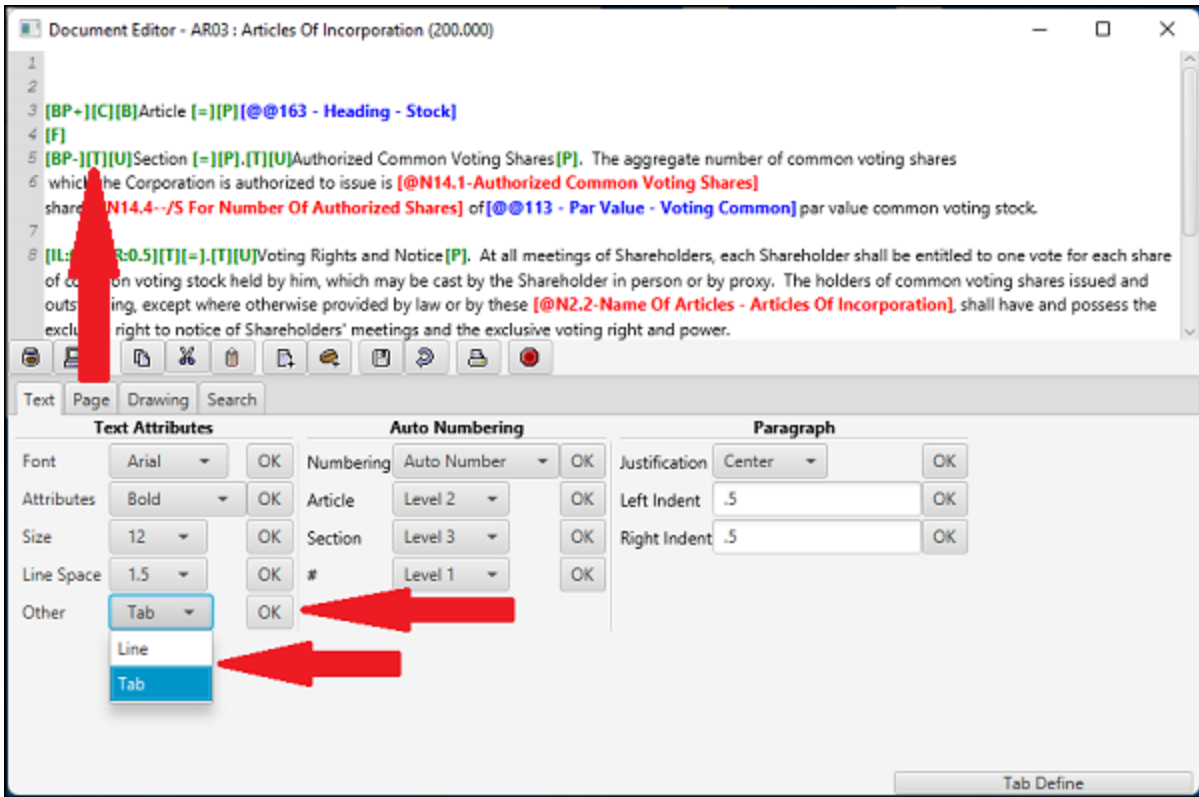 Document Editor - AR03 : Articles Of Incorporation (200.000)
1
2
3 [BP+][C][B]Article [=][P][@@163 - Heading - Stock]
4 [F]
5 [BP-][T][U]Section [=][P].[T][U]Authorized Common Voting Shares[P]. The aggregate number of common voting shares
6 which the Corporation is authorized to issue is [@N14.1-Authorized Common Voting Shares]
share N14.4--/S For Number Of Authorized Shares] of[@@113 - Par Value - Voting Common] par value common voting stock.
7
8 [IL: R:0.5][T][=].[T][U]Voting Rights and Notice[P]. At all meetings of Shareholders, each Shareholder shall be entitled to one vote for each share
of on voting stock held by him, which may be cast by the Shareholder in person or by proxy. The holders of common voting shares issued and
outs ing, except where otherwise provided by law or by these [@N2.2-Name Of Articles - Articles Of Incorporation], shall have and possess the
exclu right to notice of Shareholders' meetings and the exclusive voting right and power.
Text Page Drawing Search
Text Attributes Auto Numbering Paragraph
Font Arial OK Numbering Auto Number OK Justification Center OK
Attributes Bold OK Article Level 2 OK Left Indent .5 OK
Size 12 OK Section Level 3 OK Right Indent .5 OK
Line Space 1.5 OK # Level 1 OK
Other Tab OK
Line
Tab
Tab Define